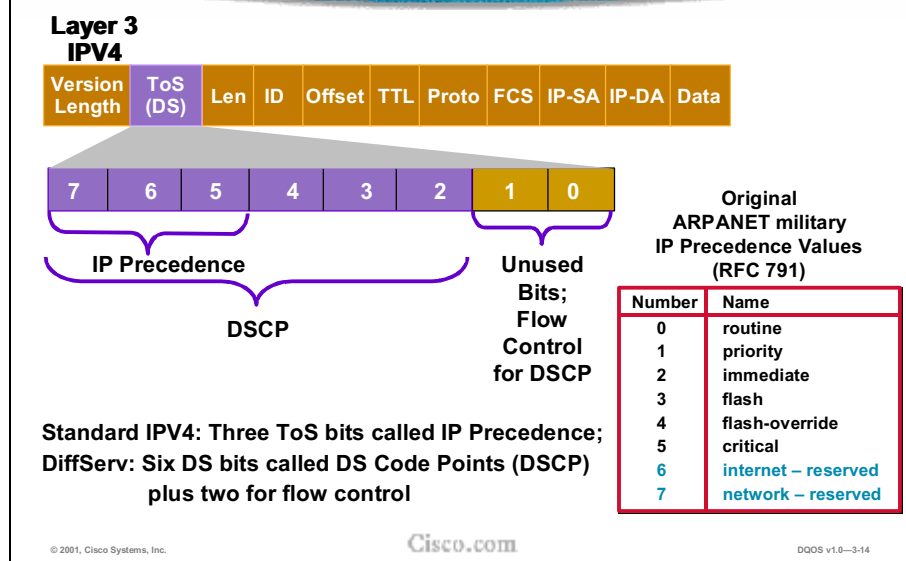 Layer 3
IPV4
Version Length ToS (DS) Len ID Offset TTL Proto FCS IP-SA IP-DA Data
7 6 5 4 3 2 1 0
IP Precedence
DSCP
Unused
Bits;
Flow
Control
for DSCP
Original
ARPANET military
IP Precedence Values
(RFC 791)
Number Name
0 routine
1 priority
2 immediate
3 flash
4 flash-override
5 critical
6 internet – reserved
7 network – reserved
Standard IPV4: Three ToS bits called IP Precedence;
DiffServ: Six DS bits called DS Code Points (DSCP)
plus two for flow control
© 2001, Cisco Systems, Inc.
Cisco.com
DQOS v1.0—3-14